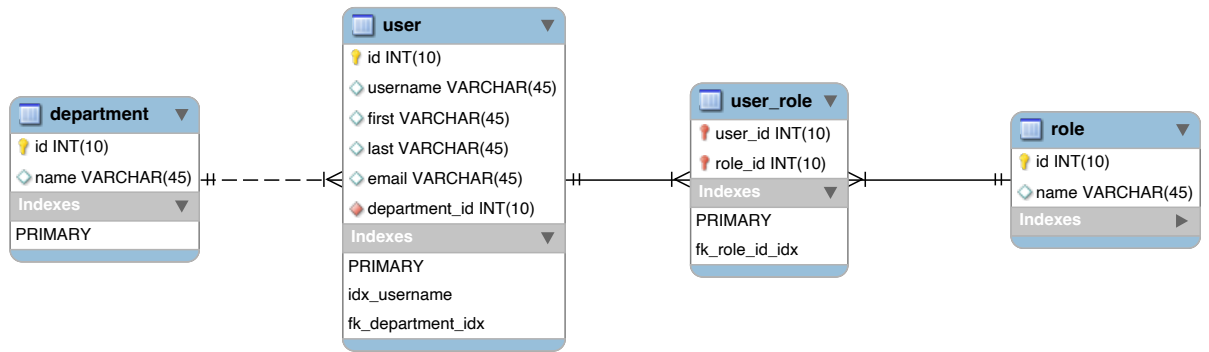 department
id INT(10)
name VARCHAR(45)
Indexes
PRIMARY
user
id INT(10)
username VARCHAR(45)
first VARCHAR(45)
last VARCHAR(45)
email VARCHAR(45)
department_id INT(10)
Indexes
PRIMARY
idx_username
fk_department_idx
user_role
user_id INT(10)
role_id INT(10)
Indexes
PRIMARY
fk_role_id_idx
role
id INT(10)
name VARCHAR(45)
Indexes